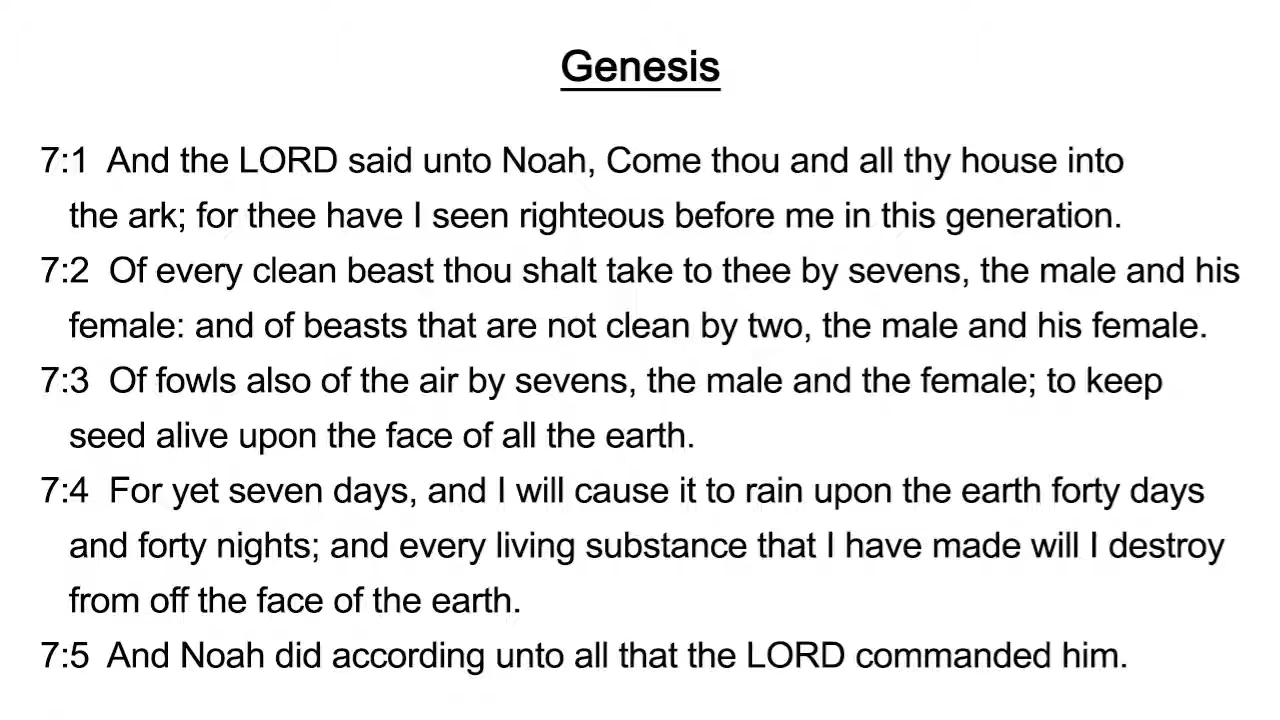 Genesis
7:1 And the LORD said unto Noah, Come thou and all thy house into
the ark; for thee have I seen righteous before me in this generation.
7:2 Of every clean beast thou shalt take to thee by sevens, the male and his
female: and of beasts that are not clean by two, the male and his female.
7:3 Of fowls also of the air by sevens, the male and the female; to keep
seed alive upon the face of all the earth.
7:4 For yet seven days, and I will cause it to rain upon the earth forty days
and forty nights; and every living substance that I have made will I destroy
from off the face of the earth.
7:5 And Noah did according unto all that the LORD commanded him.